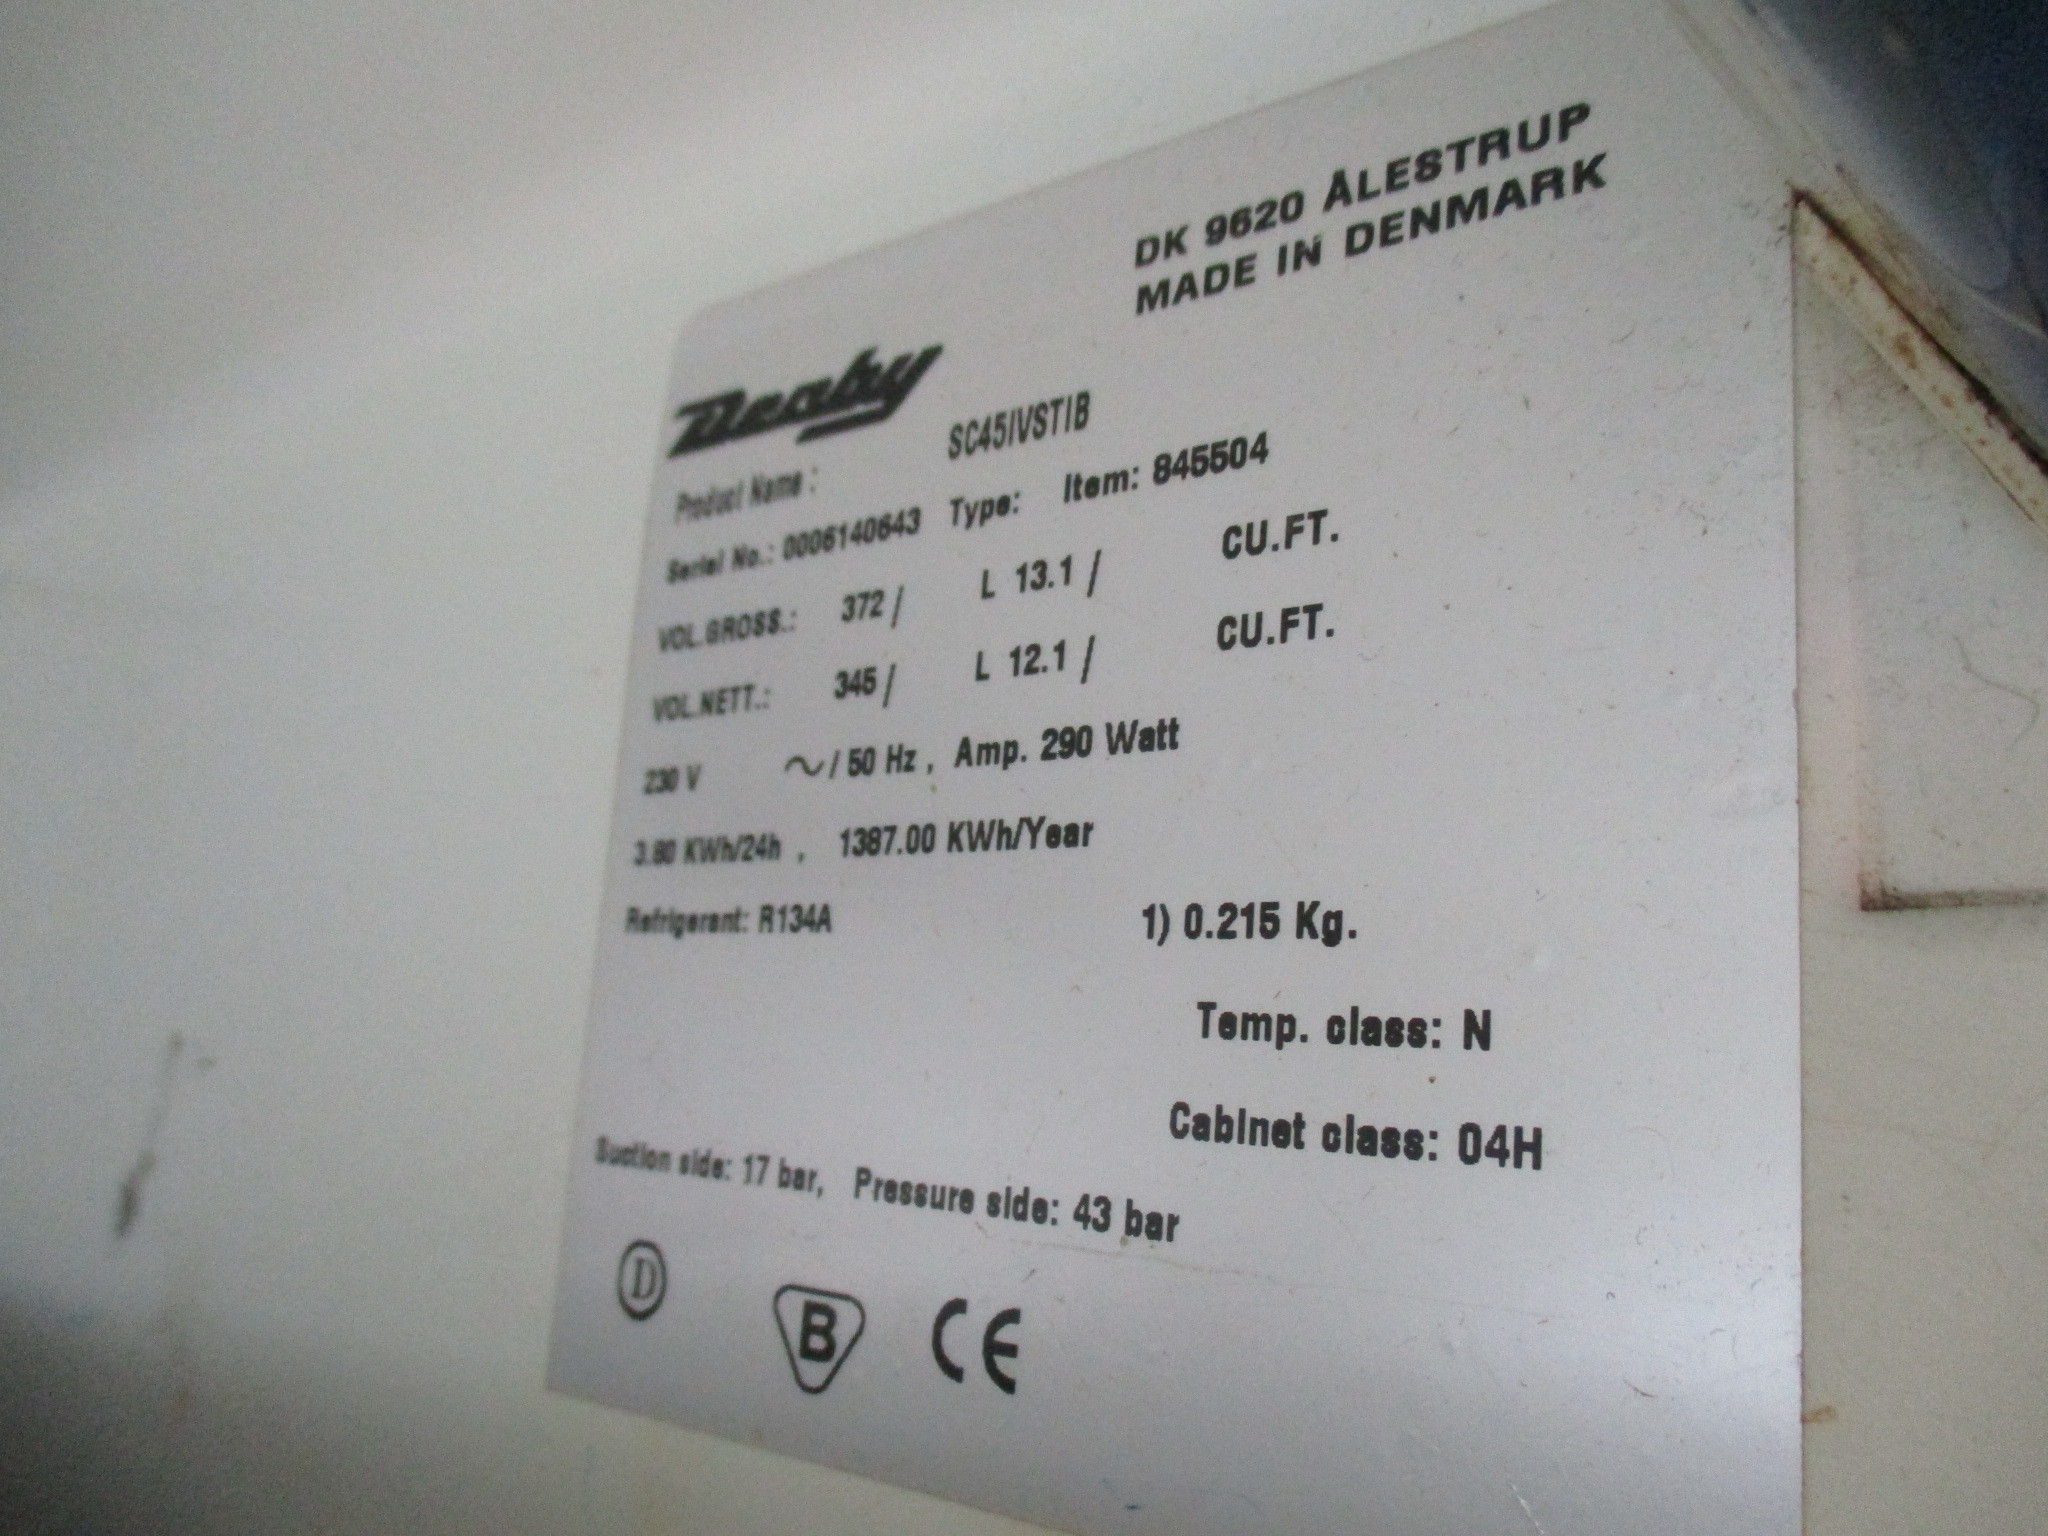 DK 9620 ÅLESTRUP
MADE IN DENMARK
Derby
Product Name : SC45IVSTIB
Serial No.: 0006140643 Type: Item: 845504
VOL.GROSS.: 372 / L 13.1 / CU.FT.
VOL.NETT.: 345 / L 12.1 / CU.FT.
230 V ~ / 50 Hz , Amp. 290 Watt
3.80 KWh/24h , 1387.00 KWh/Year
Refrigerant: R134A 1) 0.215 Kg.
Temp. class: N
Cabinet class: 04H
Suction side: 17 bar, Pressure side: 43 bar
D B CE